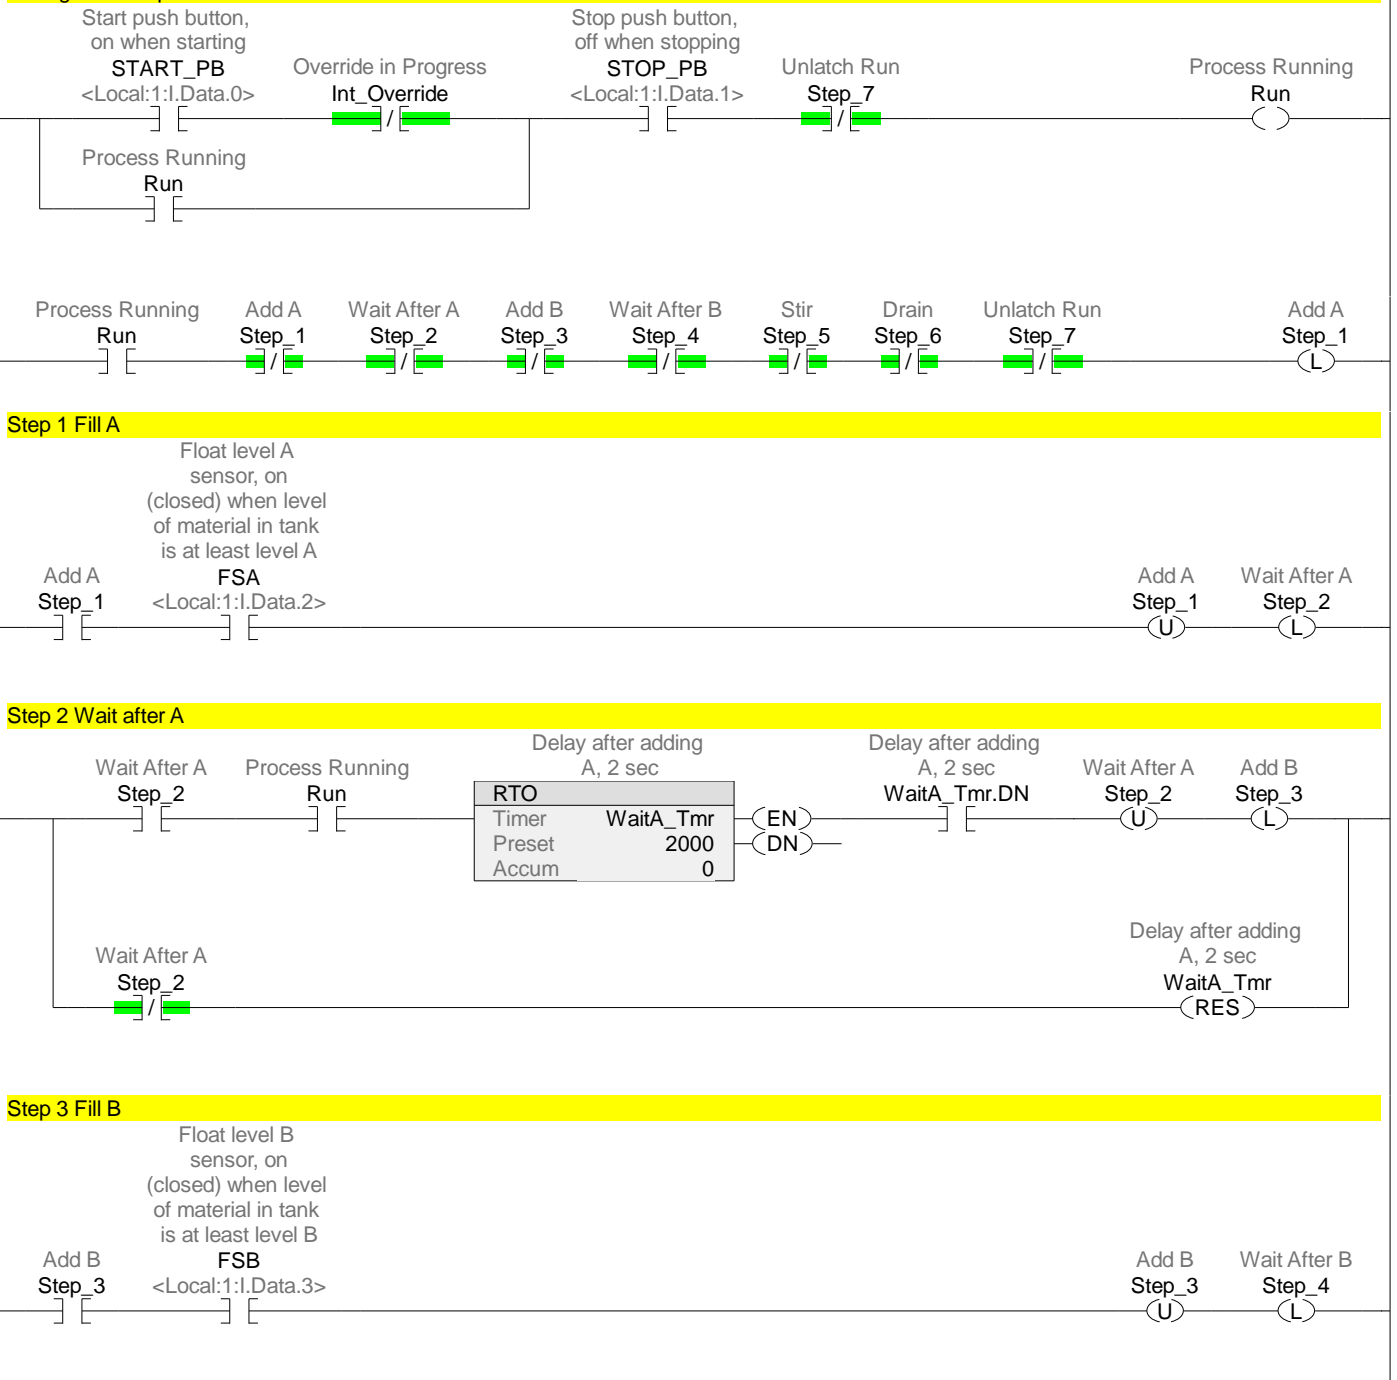 Start push button,
on when starting
START_PB
<Local:1:I.Data.0>
Override in Progress
Int_Override
Stop push button,
off when stopping
STOP_PB
<Local:1:I.Data.1>
Unlatch Run
Step_7
Process Running
Run
/
/
Process Running
Run
Process Running
Run
Add A
Step_1
Wait After A
Step_2
Add B
Step_3
Wait After B
Step_4
Stir
Step_5
Drain
Step_6
Unlatch Run
Step_7
Add A
Step_1
/
/
/
/
/
/
/
L
Step 1 Fill A
Float level A
sensor, on
(closed) when level
of material in tank
is at least level A
Add A
Step_1
FSA
<Local:1:I.Data.2>
Add A
Step_1
U
Wait After A
Step_2
L
Step 2 Wait after A
Wait After A
Step_2
Process Running
Run
Delay after adding
A, 2 sec
RTO
Timer WaitA_Tmr
Preset 2000
Accum 0
EN
DN
Delay after adding
A, 2 sec
WaitA_Tmr.DN
Wait After A
Step_2
U
Add B
Step_3
L
Wait After A
Step_2
/
Delay after adding
A, 2 sec
WaitA_Tmr
RES
Step 3 Fill B
Float level B
sensor, on
(closed) when level
of material in tank
is at least level B
Add B
Step_3
FSB
<Local:1:I.Data.3>
Add B
Step_3
U
Wait After B
Step_4
L